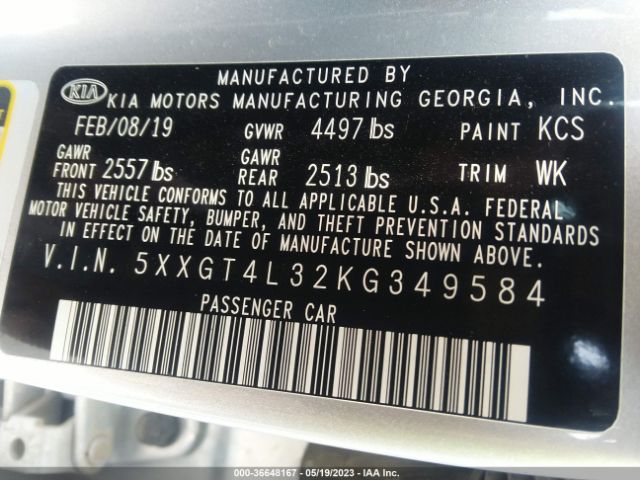 MANUFACTURED BY
KIA KIA MOTORS MANUFACTURING GEORGIA, INC.
FEB/08/19 GVWR 4497 lbs PAINT KCS
GAWR FRONT 2557 lbs GAWR REAR 2513 lbs TRIM WK
THIS VEHICLE CONFORMS TO ALL APPLICABLE U.S.A. FEDERAL
MOTOR VEHICLE SAFETY, BUMPER, AND THEFT PREVENTION STANDARDS
IN EFFECT ON THE DATE OF MANUFACTURE SHOWN ABOVE.
V.I.N. 5XXGT4L32KG349584
PASSENGER CAR
000-36648167 - 05/19/2023 - IAA Inc.